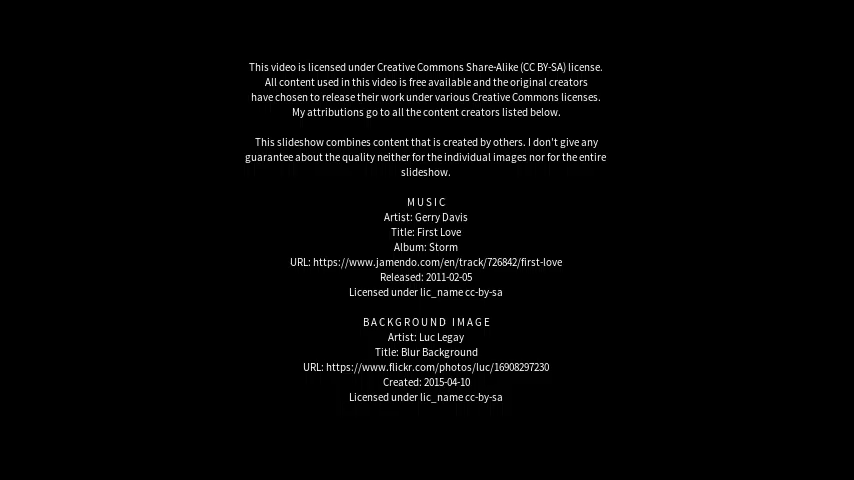 This video is licensed under Creative Commons Share-Alike (CC BY-SA) license.
All content used in this video is free available and the original creators
have chosen to release their work under various Creative Commons licenses.
My attributions go to all the content creators listed below.
This slideshow combines content that is created by others. I don't give any
guarantee about the quality neither for the individual images nor for the entire
slideshow.
MUSIC
Artist: Gerry Davis
Title: First Love
Album: Storm
URL: https://www.jamendo.com/en/track/726842/first-love
Released: 2011-02-05
Licensed under lic_name cc-by-sa
BACKGROUND IMAGE
Artist: Luc Legay
Title: Blur Background
URL: https://www.flickr.com/photos/luc/16908297230
Created: 2015-04-10
Licensed under lic_name cc-by-sa